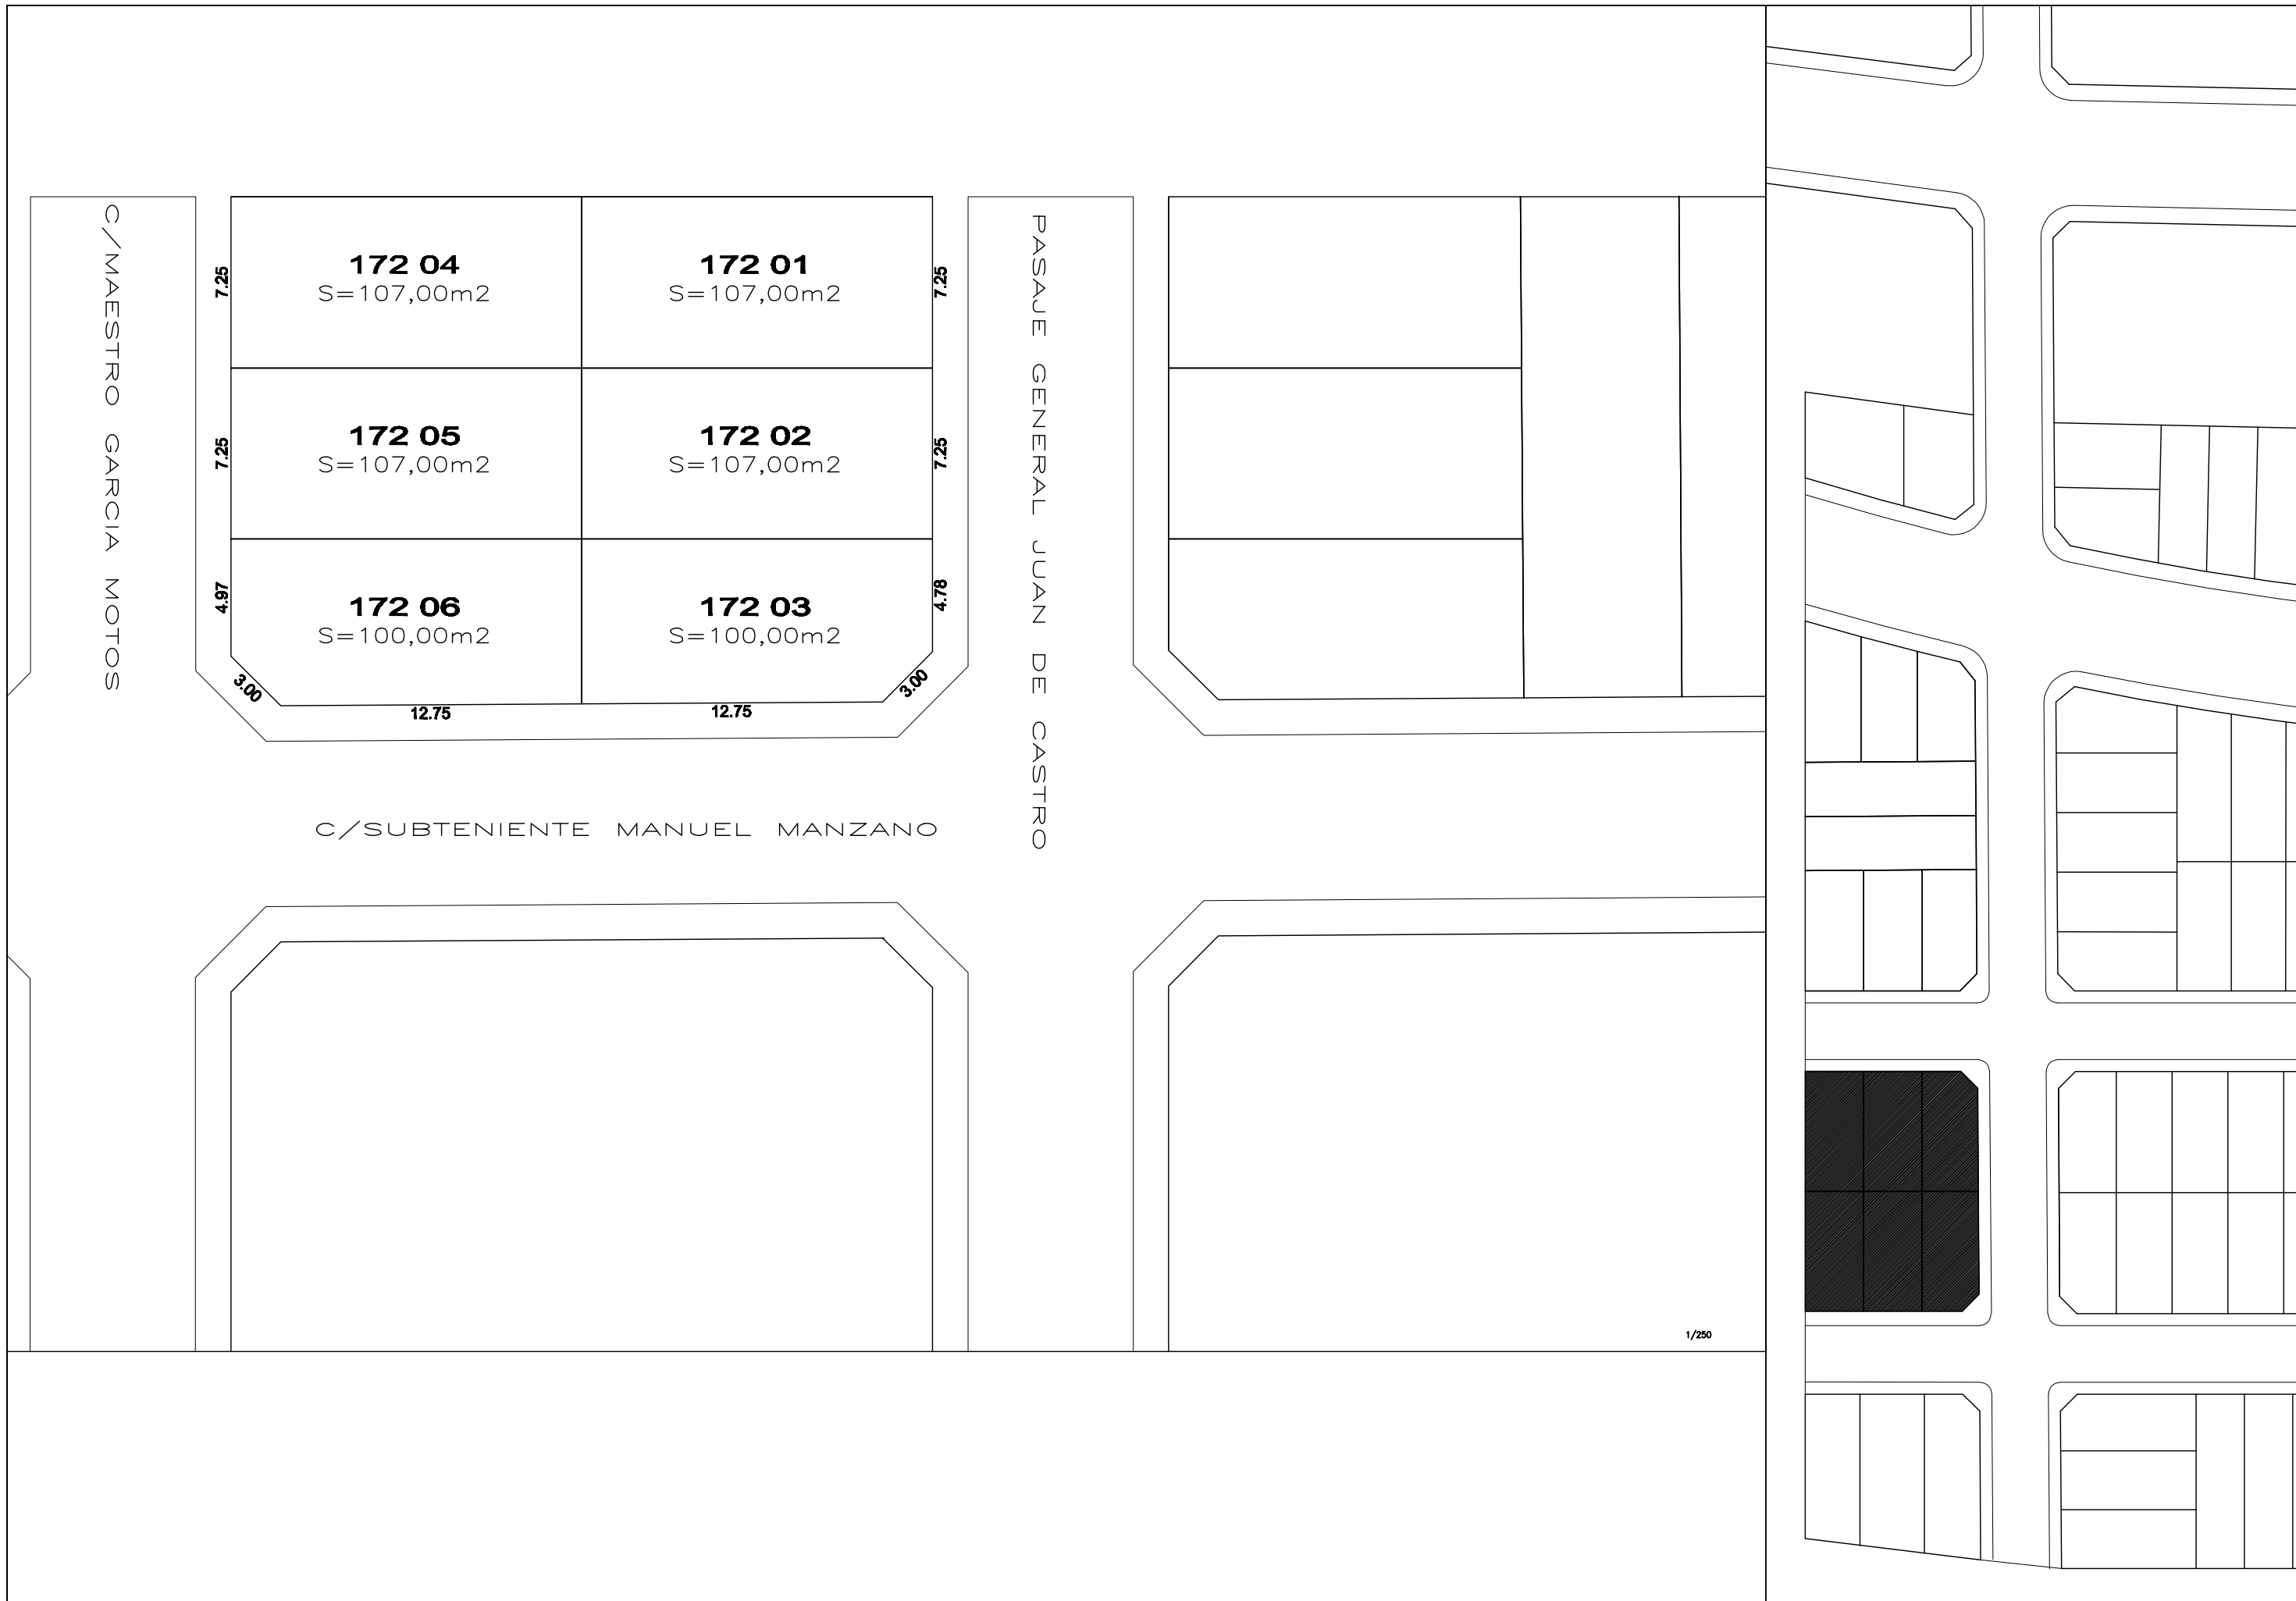 C/MAESTRO GARCIA MOTOS
7.25
172 04
S=107,00m2
172 01
S=107,00m2
7.25
PASAJE GENERAL JUAN DE CASTRO
7.25
172 05
S=107,00m2
172 02
S=107,00m2
7.25
4.97
172 06
S=100,00m2
172 03
S=100,00m2
4.78
3.00
12.75
12.75
3.00
C/SUBTENIENTE MANUEL MANZANO
1/250